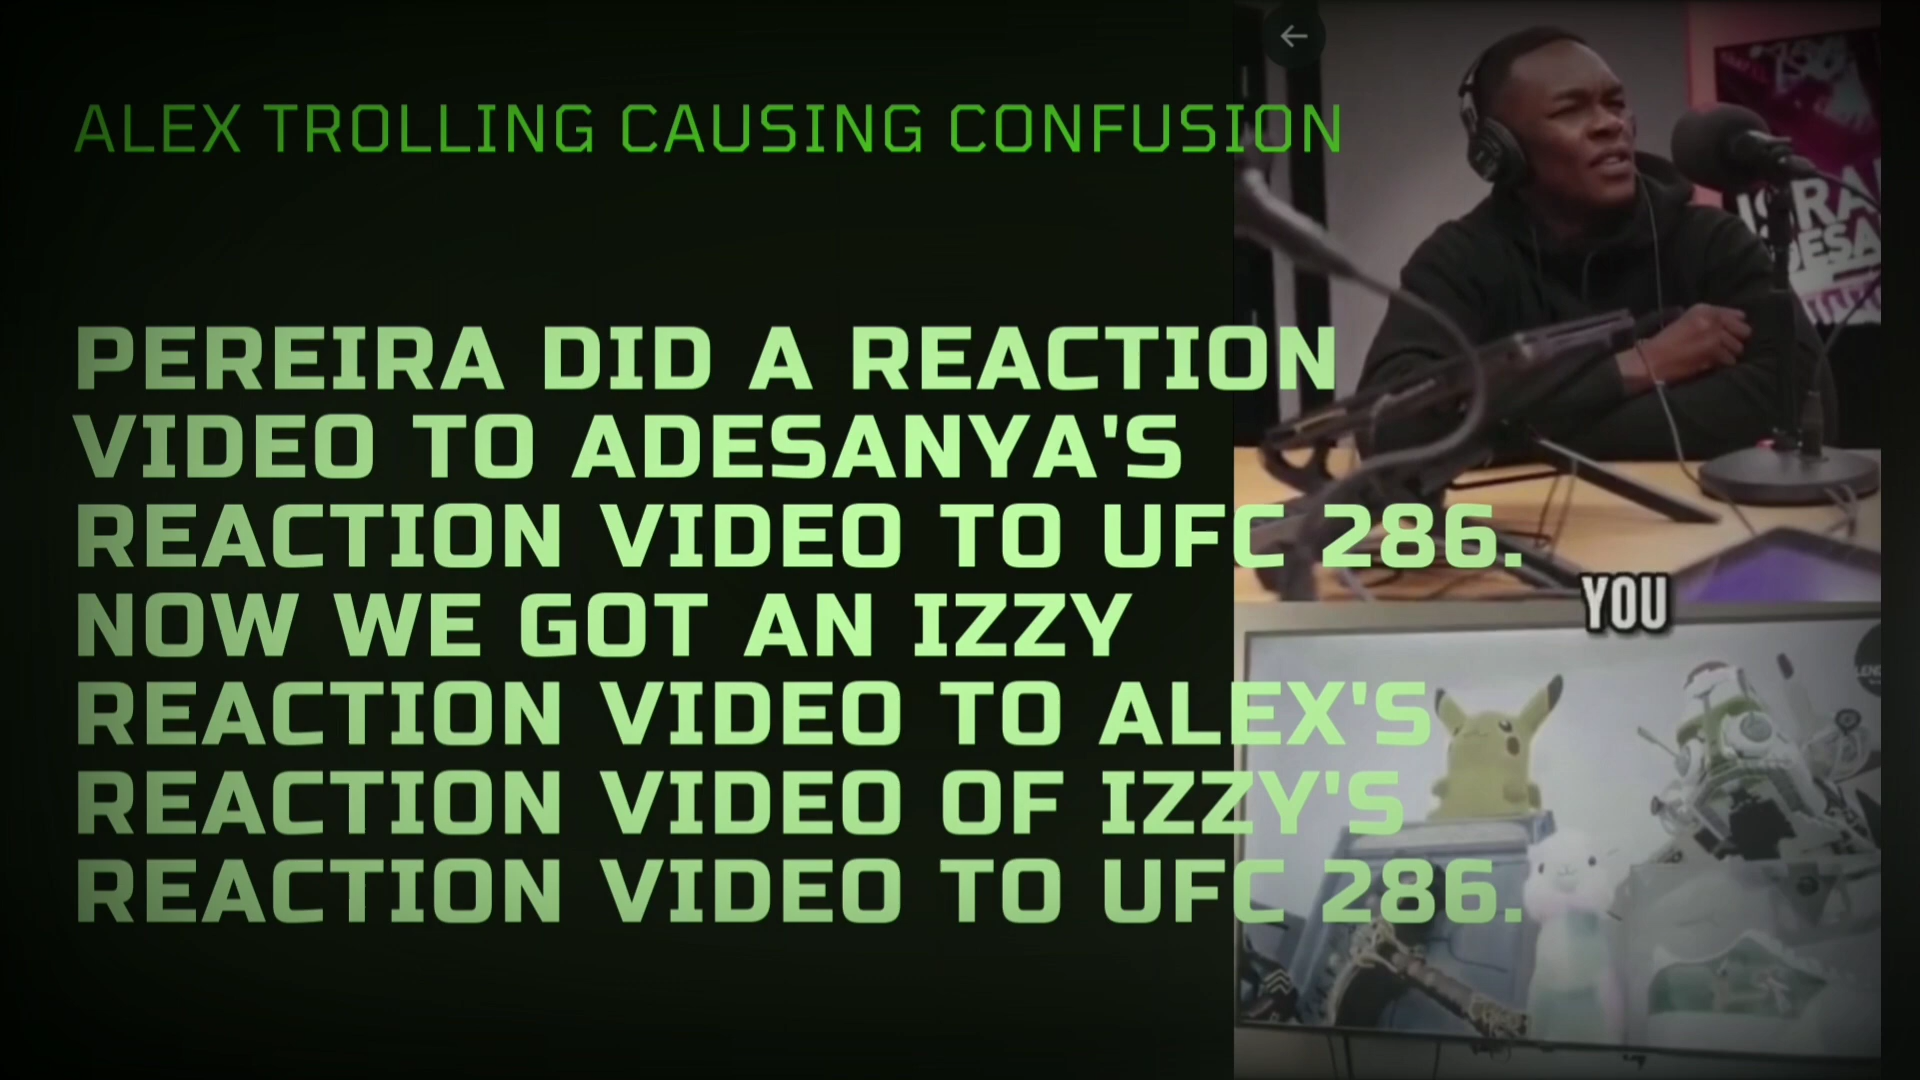 ALEX TROLLING CAUSING CONFUSION
PEREIRA DID A REACTION
VIDEO TO ADESANYA'S
REACTION VIDEO TO UFC 286.
NOW WE GOT AN IZZY
REACTION VIDEO TO ALEX'S
REACTION VIDEO OF IZZY'S
REACTION VIDEO TO UFC 286.
YOU